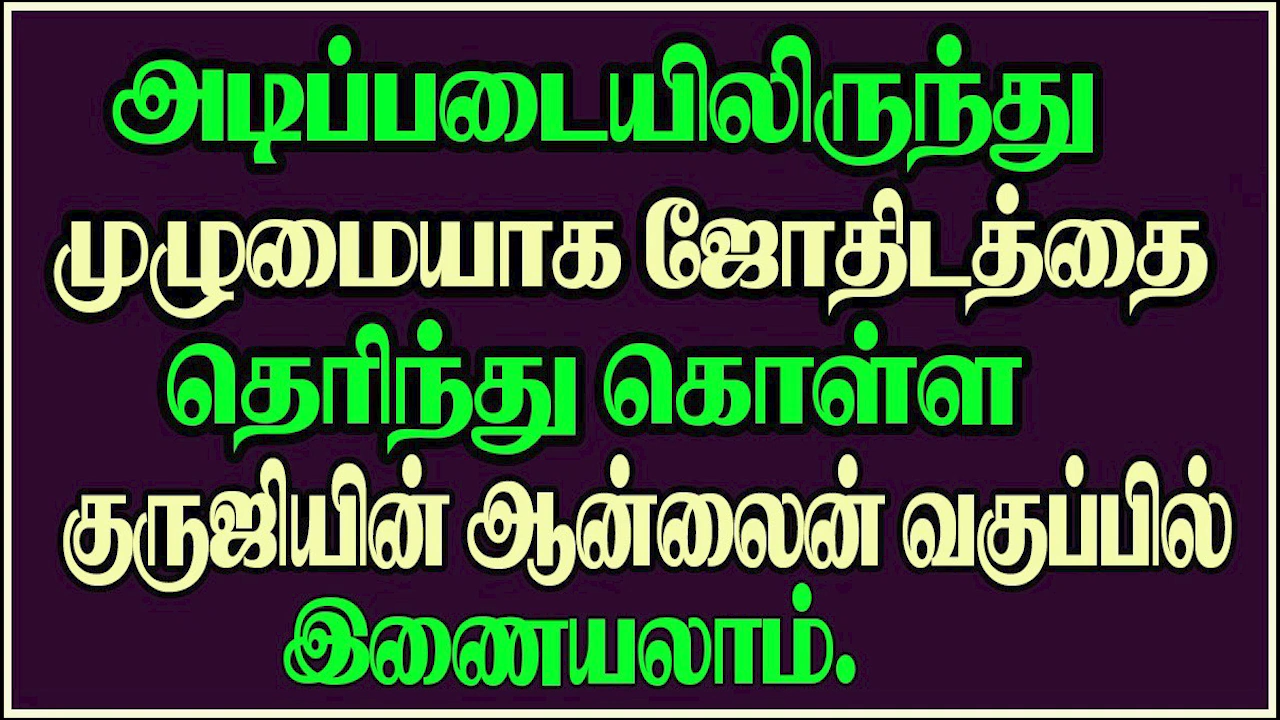 அடிப்படையிலிருந்து
முழுமையாக ஜோதிடத்தை
தெரிந்து கொள்ள
குருஜியின் ஆன்லைன் வகுப்பில்
இணையலாம்.